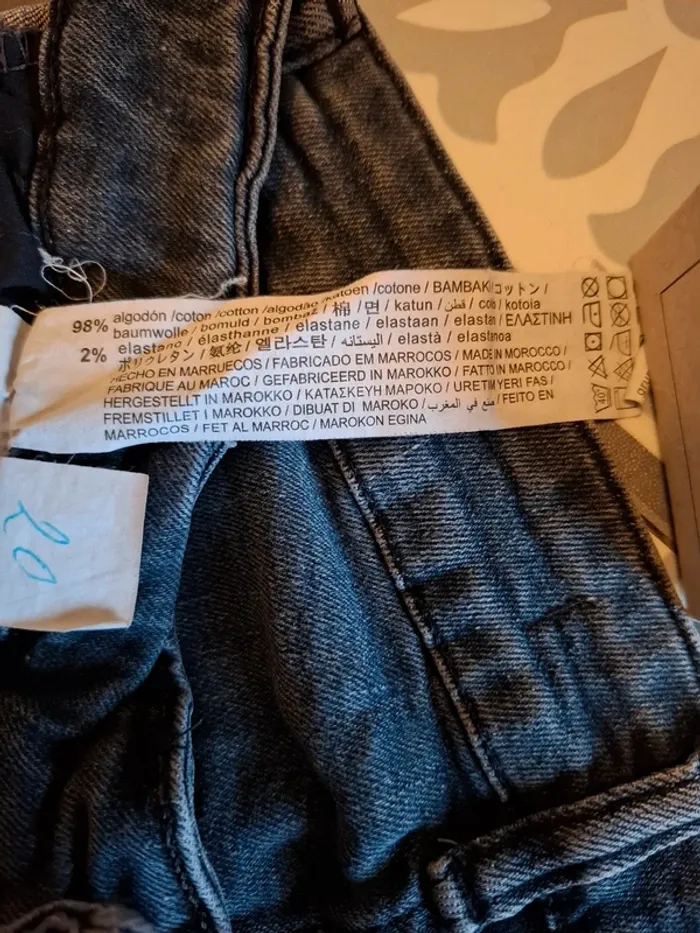 98% algodón /coton /cotton /algodão /katoen /cotone / BAMBAKI/コットン /
baumwolle / bomuld / bombaž / 棉 / 면 / katun / قطن / coto / kotoia
2% elastano / élasthanne / elastane / elastaan / elastan / ΕΛΑΣΤΙΝΗ
ポリウレタン / 氨纶 / 엘라스탄 / اليستانه / elastà / elastanoa
HECHO EN MARRUECOS / FABRICADO EM MARROCOS / MADE IN MOROCCO /
FABRIQUE AU MAROC / GEFABRICEERD IN MAROKKO / FATTO IN MAROCCO /
HERGESTELLT IN MAROKKO / ΚΑΤΑΣΚΕΥΗ ΜΑΡΟΚΟ / URETIM YERI FAS /
FREMSTILLET I MAROKKO / DIBUAT DI MAROKO / صنع في المغرب / FEITO EN
MARROCOS / FET AL MARROC / MAROKON EGINA
20